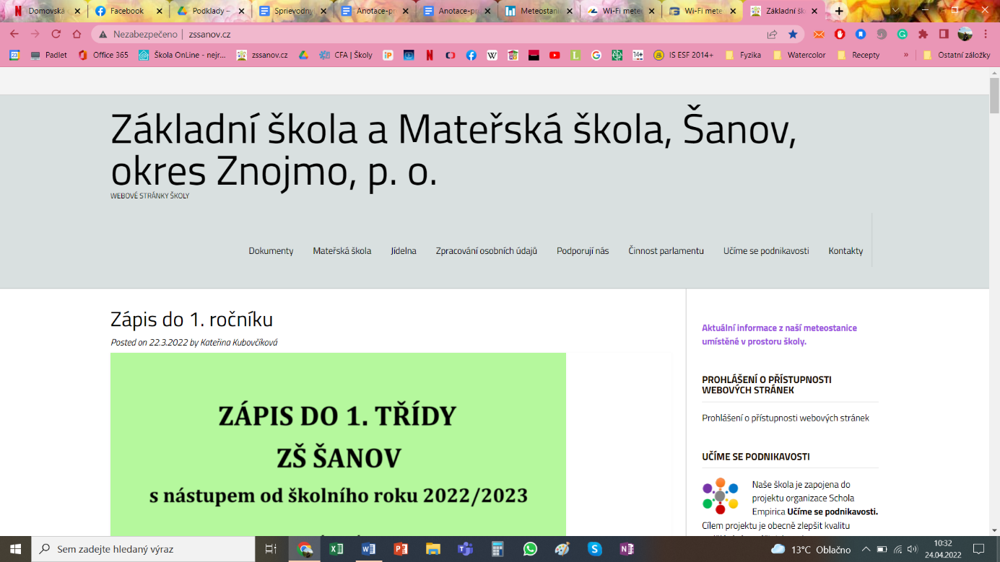 Domovská
Facebook
Podklady –
Sprievodný
Anotace-pr
Anotace-pu
Meteostani
Wi-Fi mete
Wi-Fi mete
Základní šk
Nezabezpečeno | zssanov.cz
Padlet
Office 365
Škola OnLine - nejr...
zssanov.cz
CFA | Školy
IS ESF 2014+
Fyzika
Watercolor
Recepty
»
Ostatní záložky
Základní škola a Mateřská škola, Šanov,
okres Znojmo, p. o.
WEBOVÉ STRÁNKY ŠKOLY
Dokumenty Mateřská škola Jídelna Zpracování osobních údajů Podporují nás Činnost parlamentu Učíme se podnikavosti Kontakty
Zápis do 1. ročníku
Posted on 22.3.2022 by Kateřina Kubovčíková
ZÁPIS DO 1. TŘÍDY
ZŠ ŠANOV
s nástupem od školního roku 2022/2023
Aktuální informace z naší meteostanice
umístěné v prostoru školy.
PROHLÁŠENÍ O PŘÍSTUPNOSTI
WEBOVÝCH STRÁNEK
Prohlášení o přístupnosti webových stránek
UČÍME SE PODNIKAVOSTI
Naše škola je zapojena do
projektu organizace Schola
Empirica Učíme se podnikavosti.
Cílem projektu je obecně zlepšit kvalitu
Sem zadejte hledaný výraz
13°C Oblačno
10:32
24.04.2022